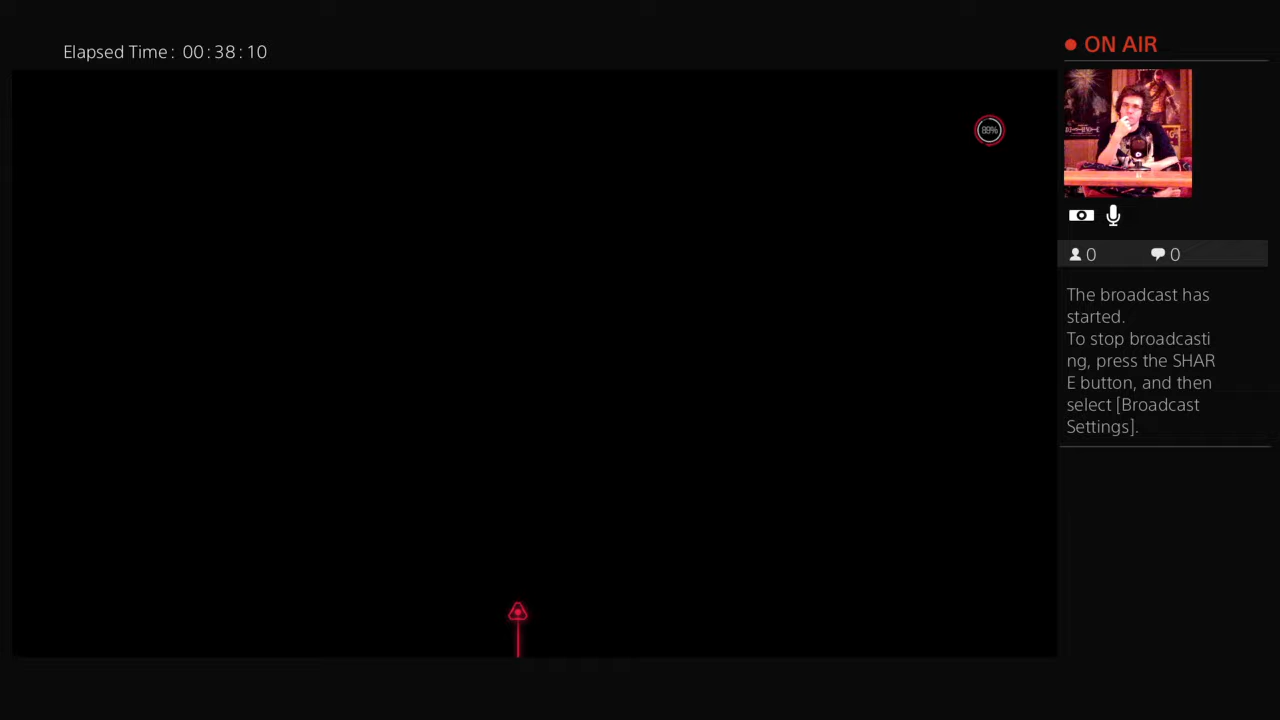 Elapsed Time: 00:38:10
ON AIR
89%
0 0
The broadcast has
started.
To stop broadcasti
ng, press the SHAR
E button, and then
select [Broadcast
Settings].